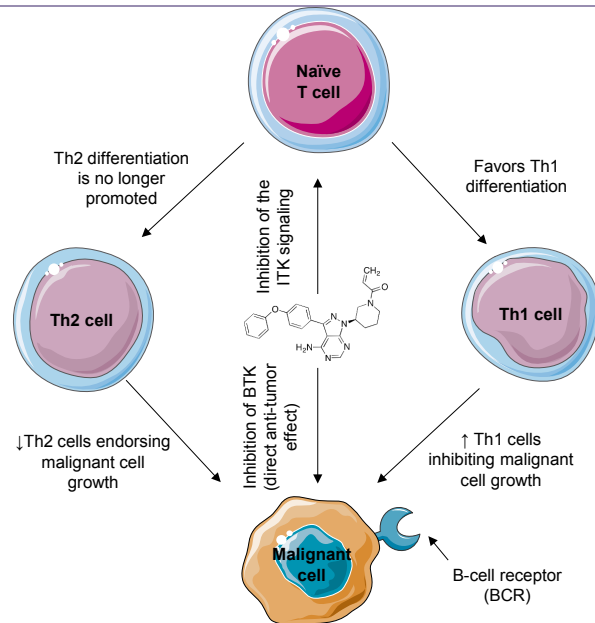 Naïve
T cell
Th2 differentiation
is no longer
promoted
Favors Th1
differentiation
Inhibition of the
ITK signaling
Th2 cell
Th1 cell
CH₂
O
N
O
N
N
H₂N
N
N
Inhibition of BTK
(direct anti-tumor
effect)
↓Th2 cells endorsing
malignant cell
growth
↑ Th1 cells
inhibiting malignant
cell growth
Malignant
cell
B-cell receptor
(BCR)